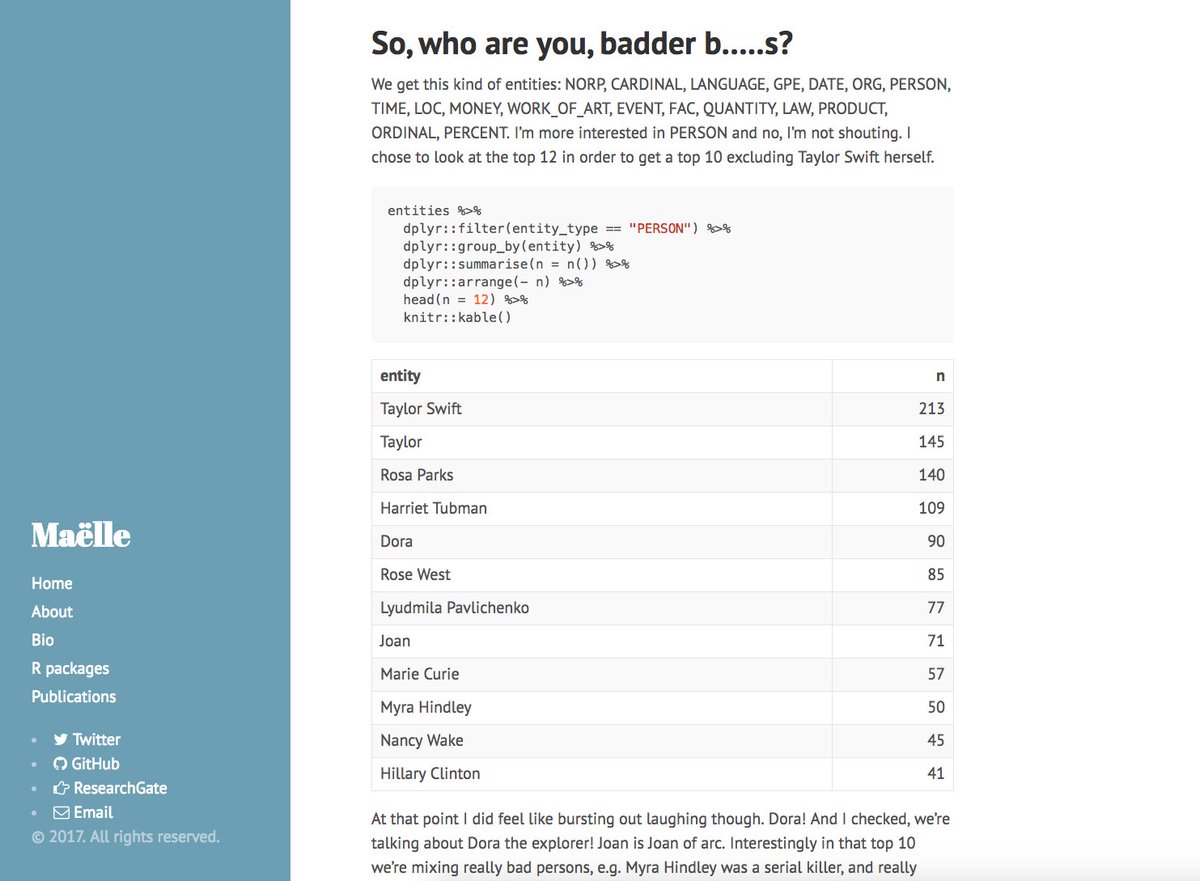 So, who are you, badder b.....s?
We get this kind of entities: NORP, CARDINAL, LANGUAGE, GPE, DATE, ORG, PERSON,
TIME, LOC, MONEY, WORK_OF_ART, EVENT, FAC, QUANTITY, LAW, PRODUCT,
ORDINAL, PERCENT. I’m more interested in PERSON and no, I’m not shouting. I
chose to look at the top 12 in order to get a top 10 excluding Taylor Swift herself.
entities %>%
  dplyr::filter(entity_type == "PERSON") %>%
  dplyr::group_by(entity) %>%
  dplyr::summarise(n = n()) %>%
  dplyr::arrange(- n) %>%
  head(n = 12) %>%
  knitr::kable()
entity n
Taylor Swift 213
Taylor 145
Rosa Parks 140
Harriet Tubman 109
Dora 90
Rose West 85
Lyudmila Pavlichenko 77
Joan 71
Marie Curie 57
Myra Hindley 50
Nancy Wake 45
Hillary Clinton 41
At that point I did feel like bursting out laughing though. Dora! And I checked, we’re
talking about Dora the explorer! Joan is Joan of arc. Interestingly in that top 10
we’re mixing really bad persons, e.g. Myra Hindley was a serial killer, and really
Maëlle
Home
About
Bio
R packages
Publications
Twitter
GitHub
ResearchGate
Email
© 2017. All rights reserved.